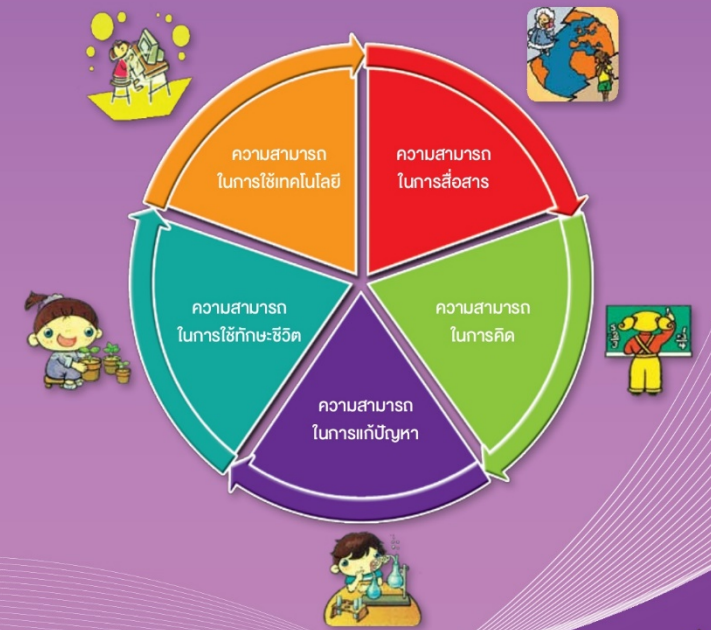 ความสามารถ
ในการสื่อสาร
ความสามารถ
ในการคิด
ความสามารถ
ในการแก้ปัญหา
ความสามารถ
ในการใช้ทักษะชีวิต
ความสามารถ
ในการใช้เทคโนโลยี